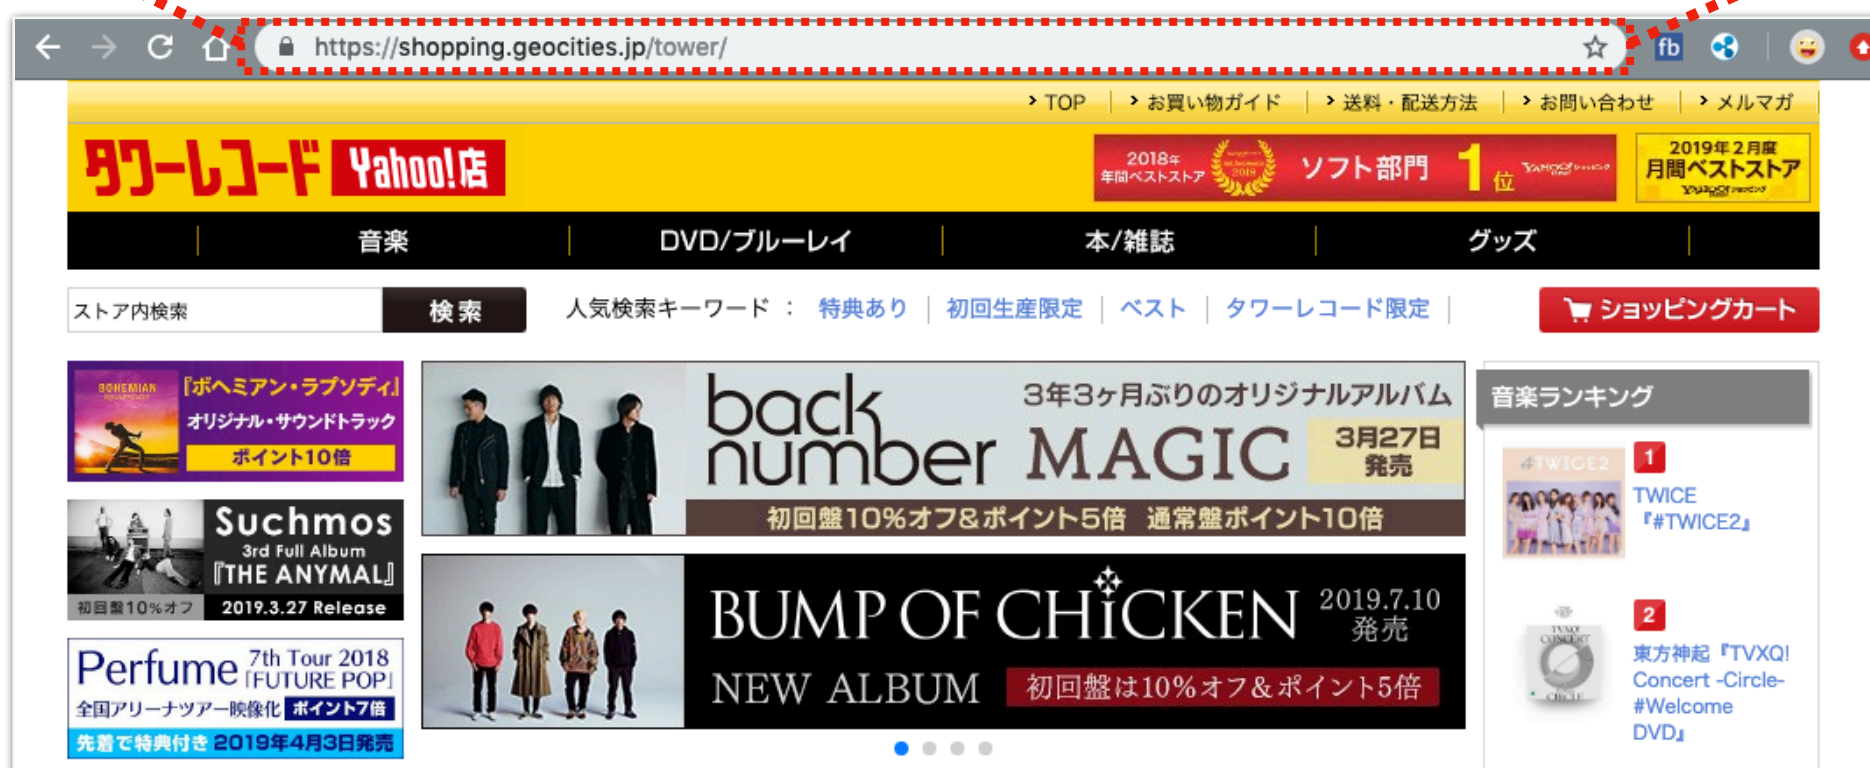 https://shopping.geocities.jp/tower/
fb
TOP
お買い物ガイド
送料・配送方法
お問い合わせ
メルマガ
タワーレコード Yahoo!店
2018年
年間ベストストア
2018
ソフト部門 1位
2019年2月度
月間ベストストア
音楽
DVD/ブルーレイ
本/雑誌
グッズ
ストア内検索
検索
人気検索キーワード :
特典あり
初回生産限定
ベスト
タワーレコード限定
ショッピングカート
BOHEMIAN
『ボヘミアン・ラプソディ』
オリジナル・サウンドトラック
ポイント10倍
Suchmos
3rd Full Album
『THE ANYMAL』
初回盤10%オフ
2019.3.27 Release
Perfume 7th Tour 2018
「FUTURE POP」
全国アリーナツアー映像化 ポイント7倍
先着で特典付き 2019年4月3日発売
back number
3年3ヶ月ぶりのオリジナルアルバム
MAGIC
3月27日
発売
初回盤10%オフ&ポイント5倍 通常盤ポイント10倍
BUMP OF CHiCKEN
2019.7.10
発売
NEW ALBUM
初回盤は10%オフ&ポイント5倍
音楽ランキング
#TWICE2
1
TWICE
『#TWICE2』
TVXQ!
CONCERT
CIRCLE
2
東方神起『TVXQ!
Concert -Circle-
#Welcome
DVD』